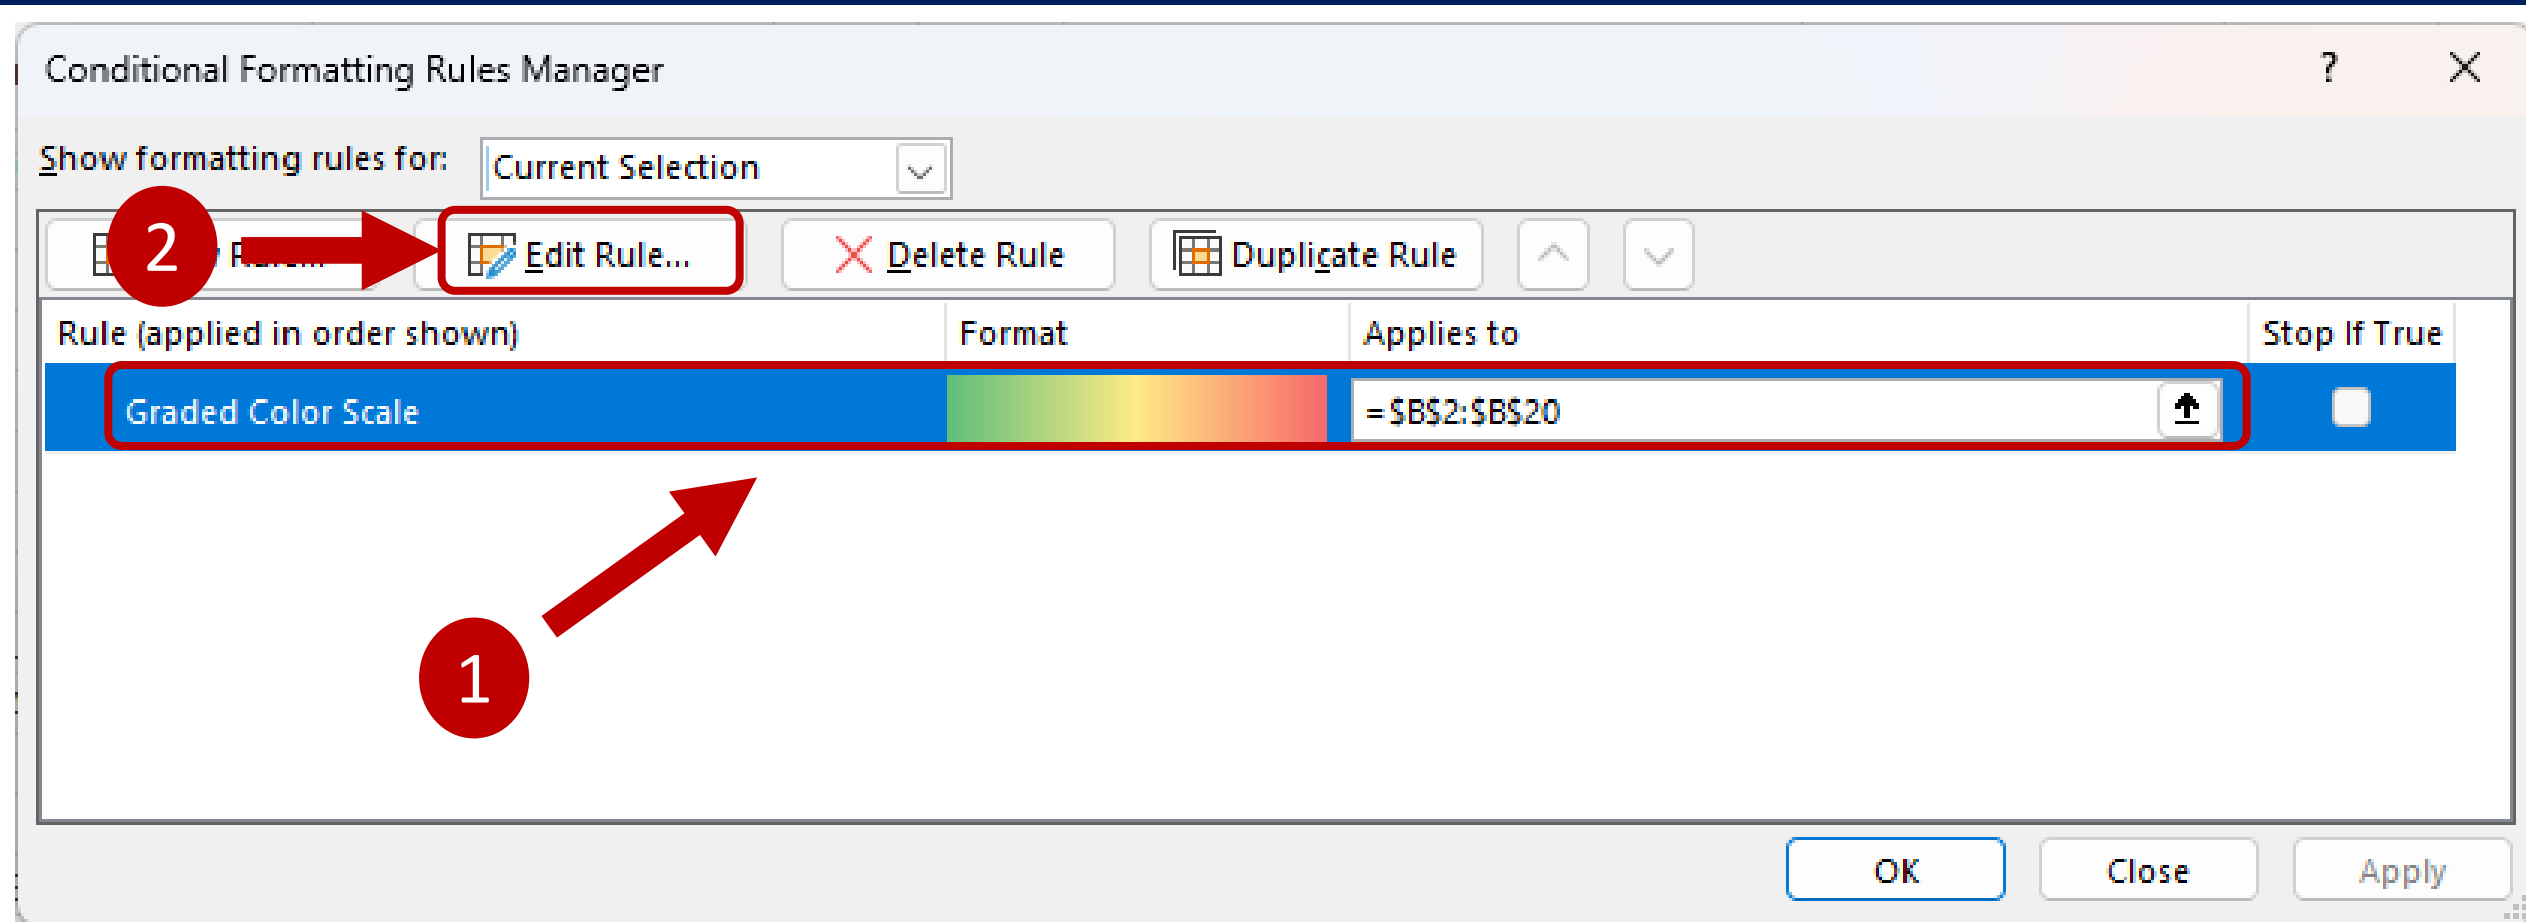 Conditional Formatting Rules Manager ?
Show formatting rules for: Current Selection
2 Edit Rule... Delete Rule Duplicate Rule
Rule (applied in order shown) Format Applies to Stop If True
Graded Color Scale =$B$2:$B$20
1
OK Close Apply